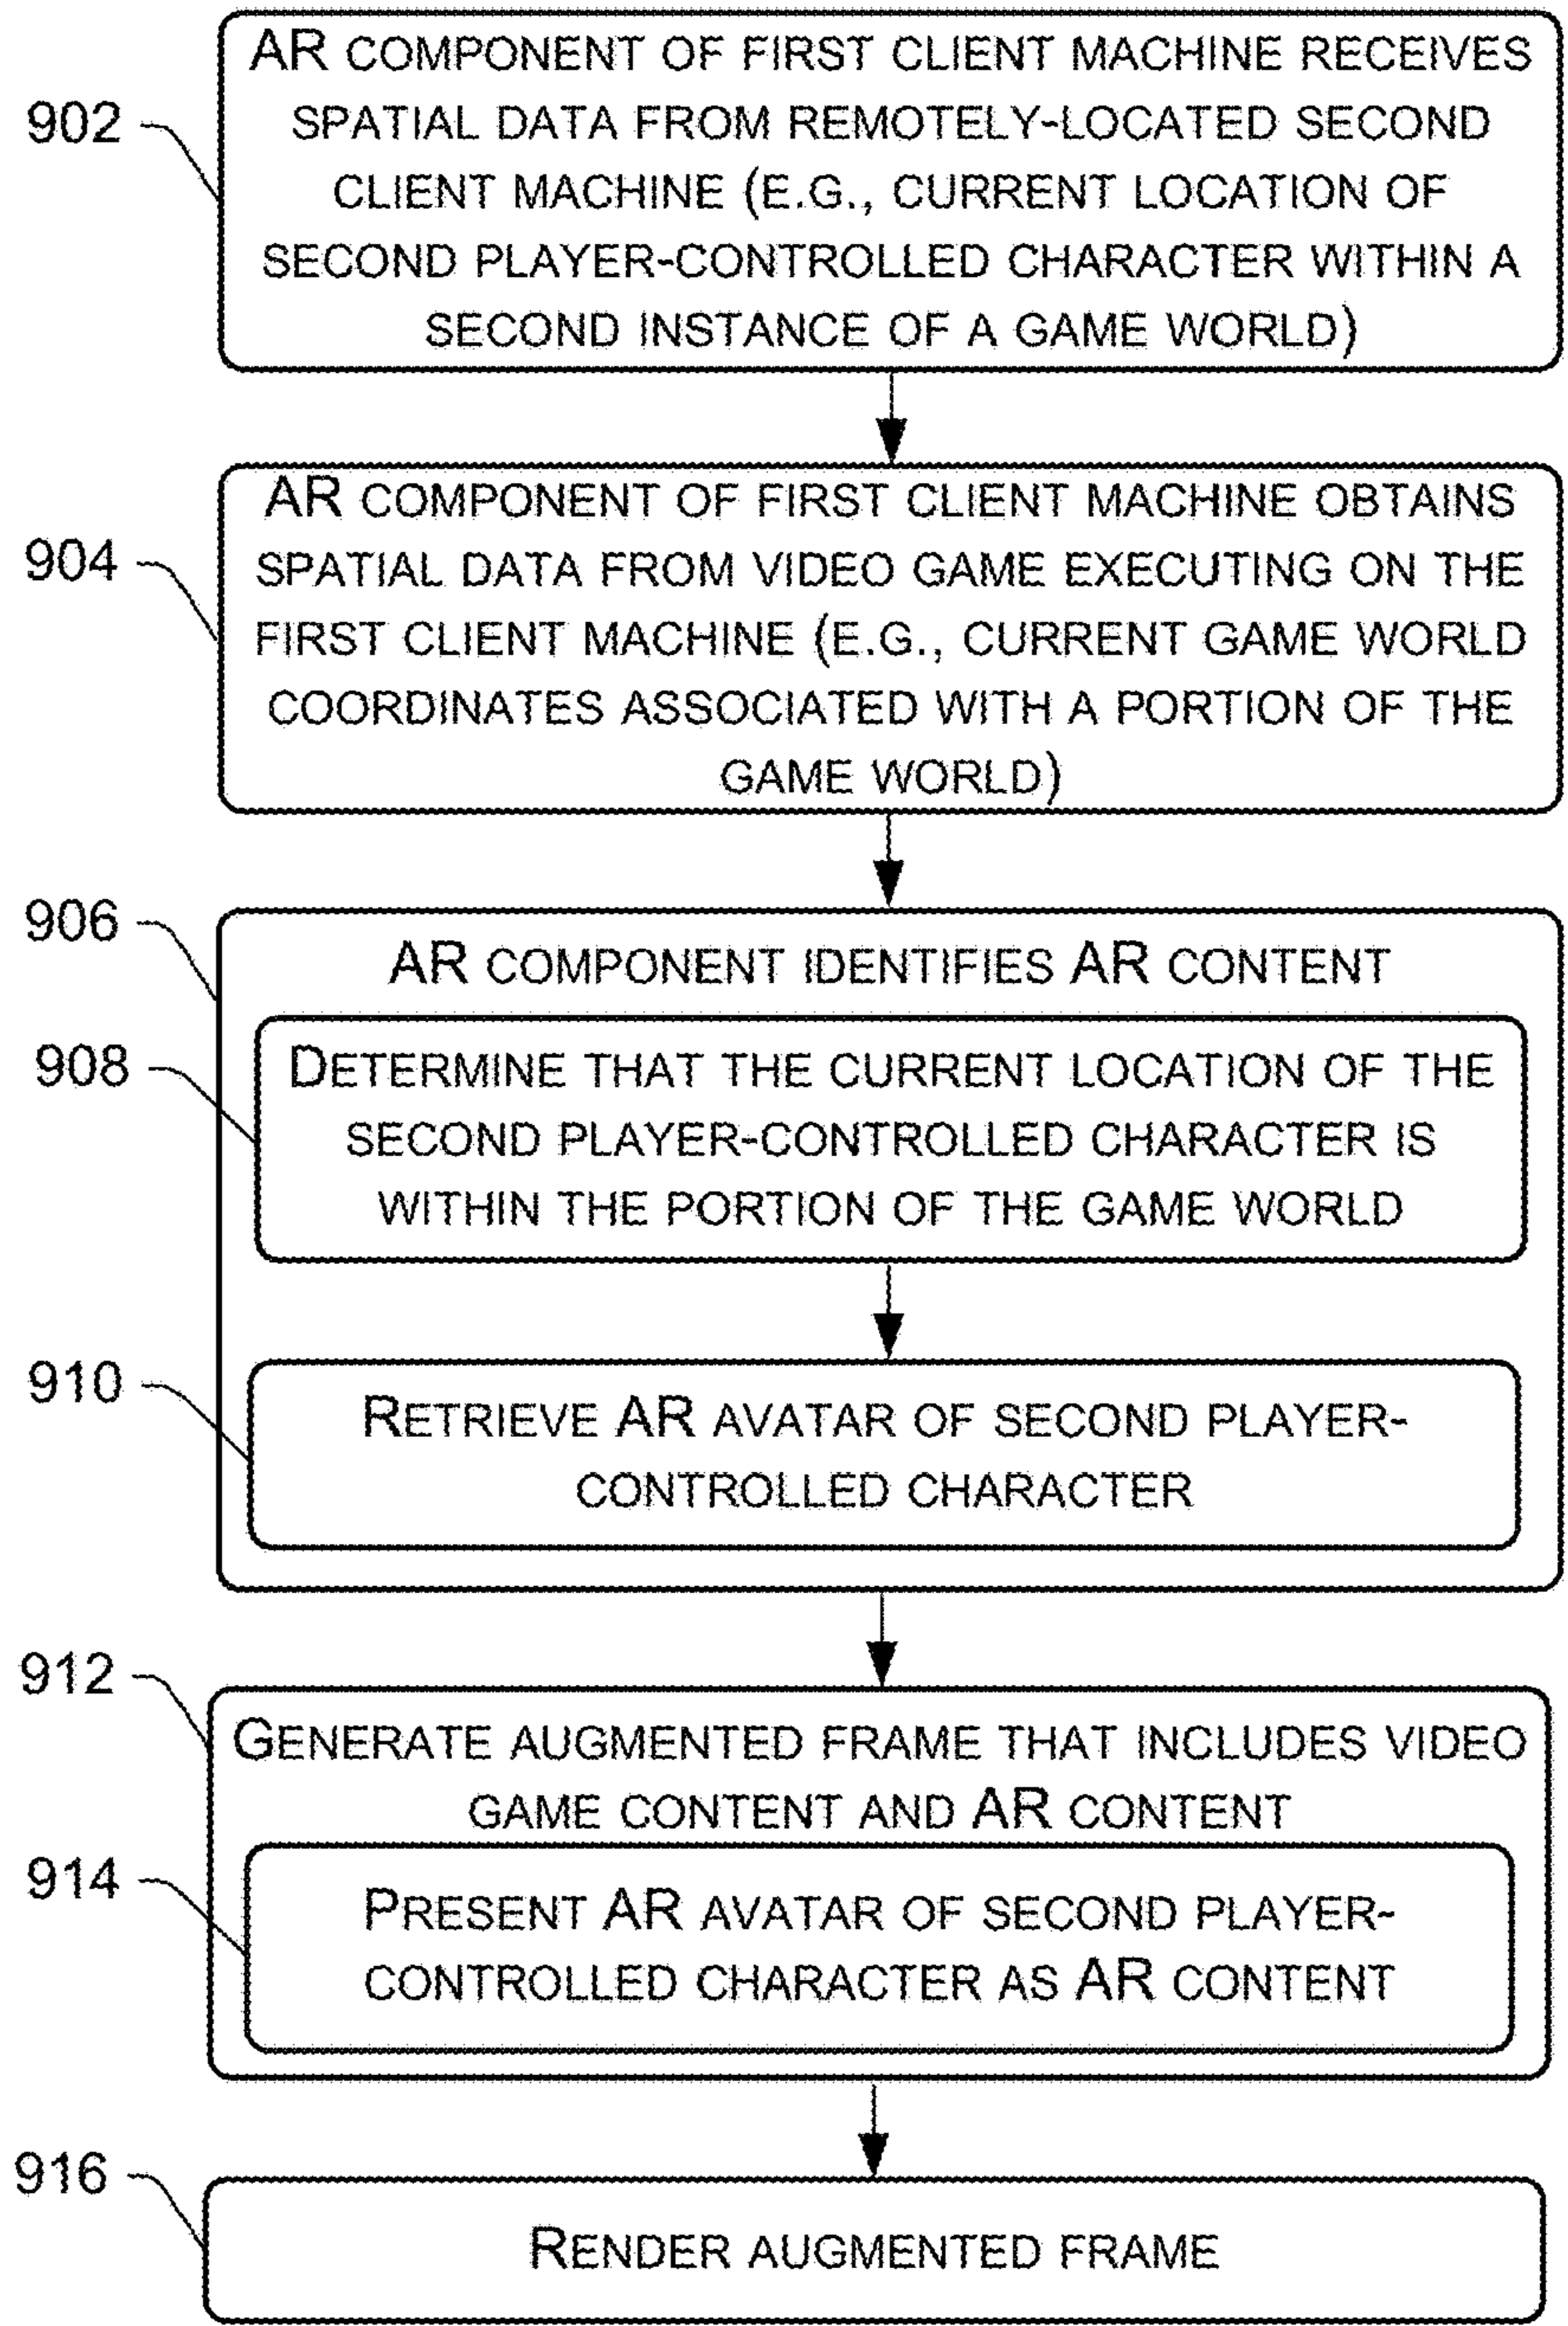 902
AR COMPONENT OF FIRST CLIENT MACHINE RECEIVES
SPATIAL DATA FROM REMOTELY-LOCATED SECOND
CLIENT MACHINE (E.G., CURRENT LOCATION OF
SECOND PLAYER-CONTROLLED CHARACTER WITHIN A
SECOND INSTANCE OF A GAME WORLD)
904
AR COMPONENT OF FIRST CLIENT MACHINE OBTAINS
SPATIAL DATA FROM VIDEO GAME EXECUTING ON THE
FIRST CLIENT MACHINE (E.G., CURRENT GAME WORLD
COORDINATES ASSOCIATED WITH A PORTION OF THE
GAME WORLD)
906
AR COMPONENT IDENTIFIES AR CONTENT
908
DETERMINE THAT THE CURRENT LOCATION OF THE
SECOND PLAYER-CONTROLLED CHARACTER IS
WITHIN THE PORTION OF THE GAME WORLD
910
RETRIEVE AR AVATAR OF SECOND PLAYER-
CONTROLLED CHARACTER
912
GENERATE AUGMENTED FRAME THAT INCLUDES VIDEO
GAME CONTENT AND AR CONTENT
914
PRESENT AR AVATAR OF SECOND PLAYER-
CONTROLLED CHARACTER AS AR CONTENT
916
RENDER AUGMENTED FRAME